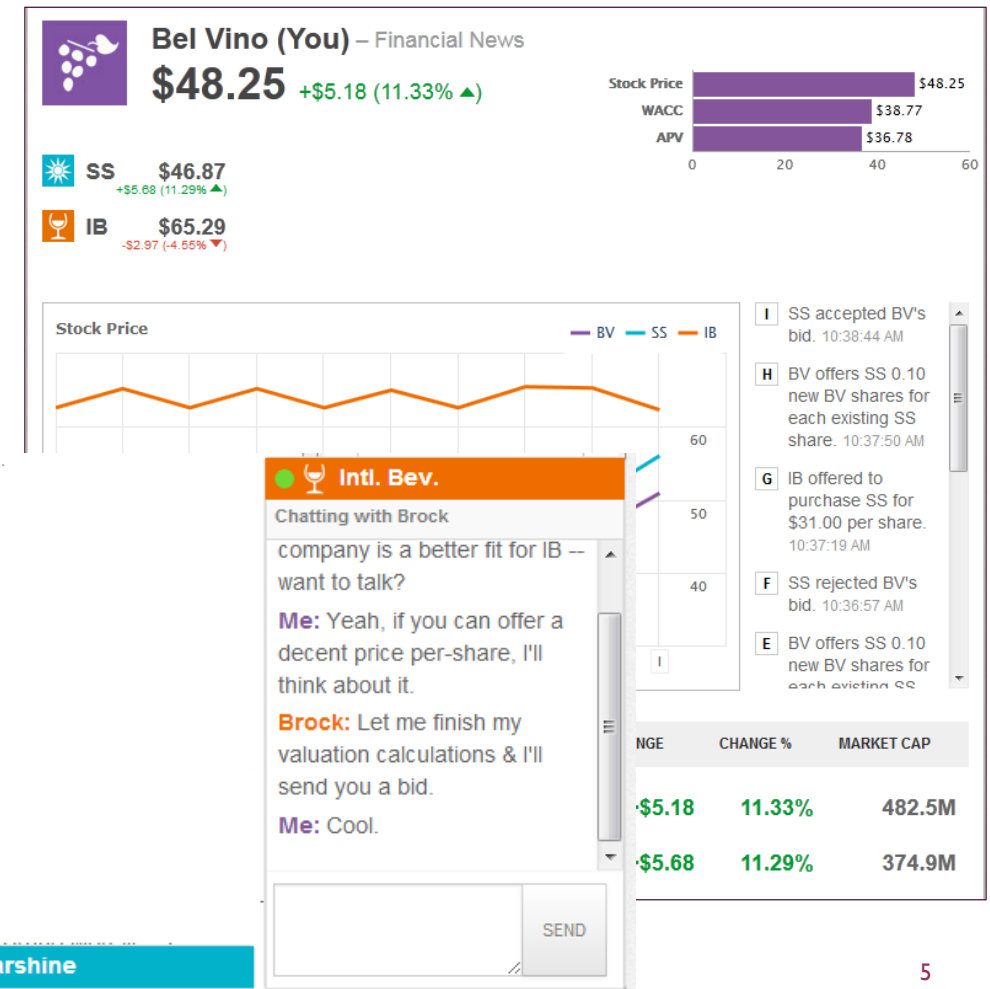 Bel Vino (You) – Financial News
$48.25 +$5.18 (11.33% ▲)
SS $46.87
+$5.68 (11.29% ▲)
IB $65.29
-$2.97 (-4.55% ▼)
Stock Price $48.25
WACC $38.77
APV $36.78
0 20 40 60
Stock Price
BV SS IB
60
50
40
I
I SS accepted BV's
bid. 10:38:44 AM
H BV offers SS 0.10
new BV shares for
each existing SS
share. 10:37:50 AM
G IB offered to
purchase SS for
$31.00 per share.
10:37:19 AM
F SS rejected BV's
bid. 10:36:57 AM
E BV offers SS 0.10
new BV shares for
each existing SS
Intl. Bev.
Chatting with Brock
company is a better fit for IB --
want to talk?
Me: Yeah, if you can offer a
decent price per-share, I'll
think about it.
Brock: Let me finish my
valuation calculations & I'll
send you a bid.
Me: Cool.
SEND
NGE CHANGE % MARKET CAP
$5.18 11.33% 482.5M
$5.68 11.29% 374.9M
arshine
5